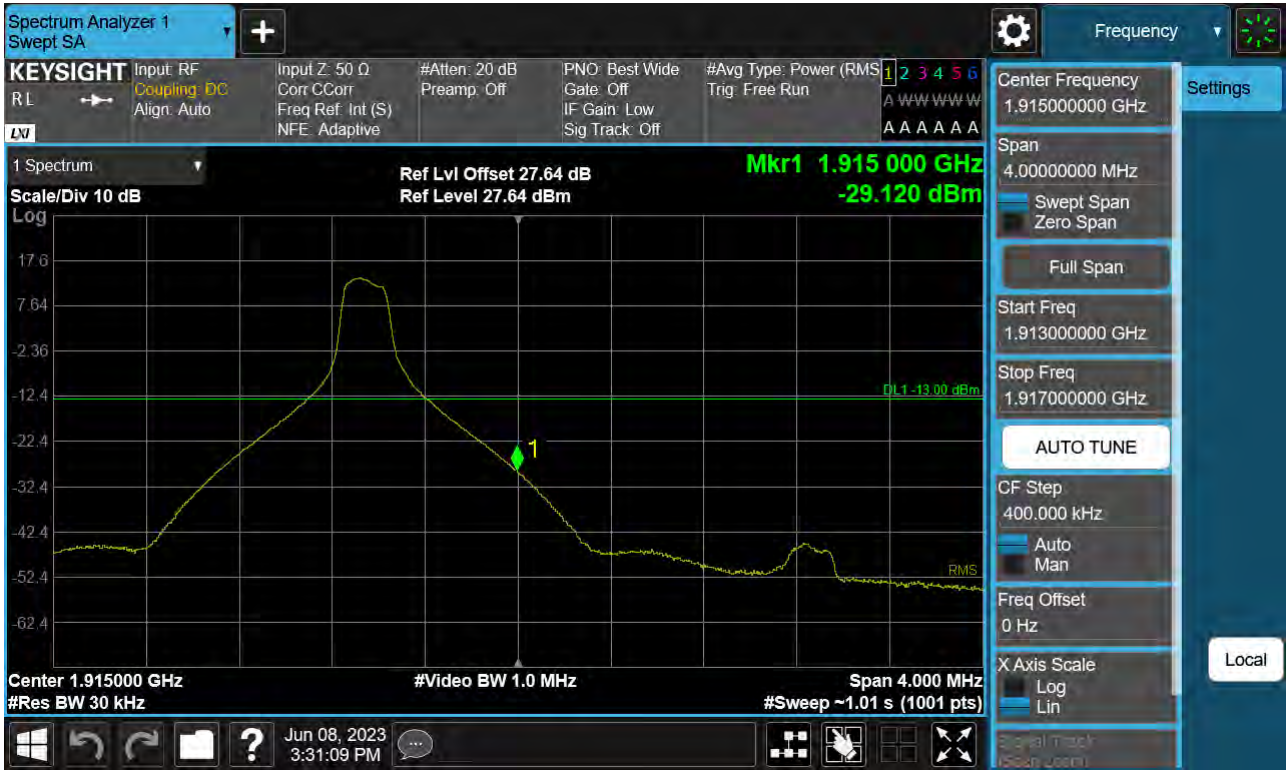 Spectrum Analyzer 1
Swept SA
Frequency
KEYSIGHT
R L
LXI
Input: RF
Coupling: DC
Align: Auto
Input Z: 50 Ω
Corr CCorr
Freq Ref: Int (S)
NFE: Adaptive
#Atten: 20 dB
Preamp: Off
PNO: Best Wide
Gate: Off
IF Gain: Low
Sig Track: Off
#Avg Type: Power (RMS
Trig: Free Run
1 2 3 4 5 6
A W W W W W
A A A A A A
1 Spectrum
Scale/Div 10 dB
Log
Ref Lvl Offset 27.64 dB
Ref Level 27.64 dBm
Mkr1 1.915 000 GHz
-29.120 dBm
17.6
7.64
-2.36
-12.4
-22.4
-32.4
-42.4
-52.4
-62.4
DL1 -13.00 dBm
1
RMS
Center 1.915000 GHz
#Res BW 30 kHz
#Video BW 1.0 MHz
Span 4.000 MHz
#Sweep ~1.01 s (1001 pts)
Center Frequency
1.915000000 GHz
Settings
Span
4.00000000 MHz
Swept Span
Zero Span
Full Span
Start Freq
1.913000000 GHz
Stop Freq
1.917000000 GHz
AUTO TUNE
CF Step
400.000 kHz
Auto
Man
Freq Offset
0 Hz
X Axis Scale
Log
Lin
Local
Signal Track
(Span Zoom)
?
Jun 08, 2023
3:31:09 PM